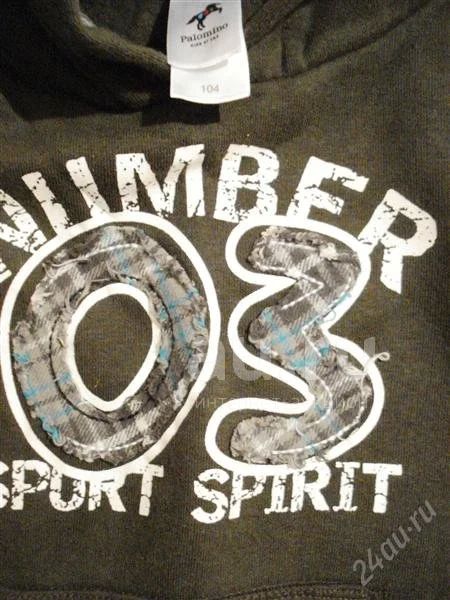 Palomino
104
NUMBER
03
SPORT SPIRIT
24au.ru